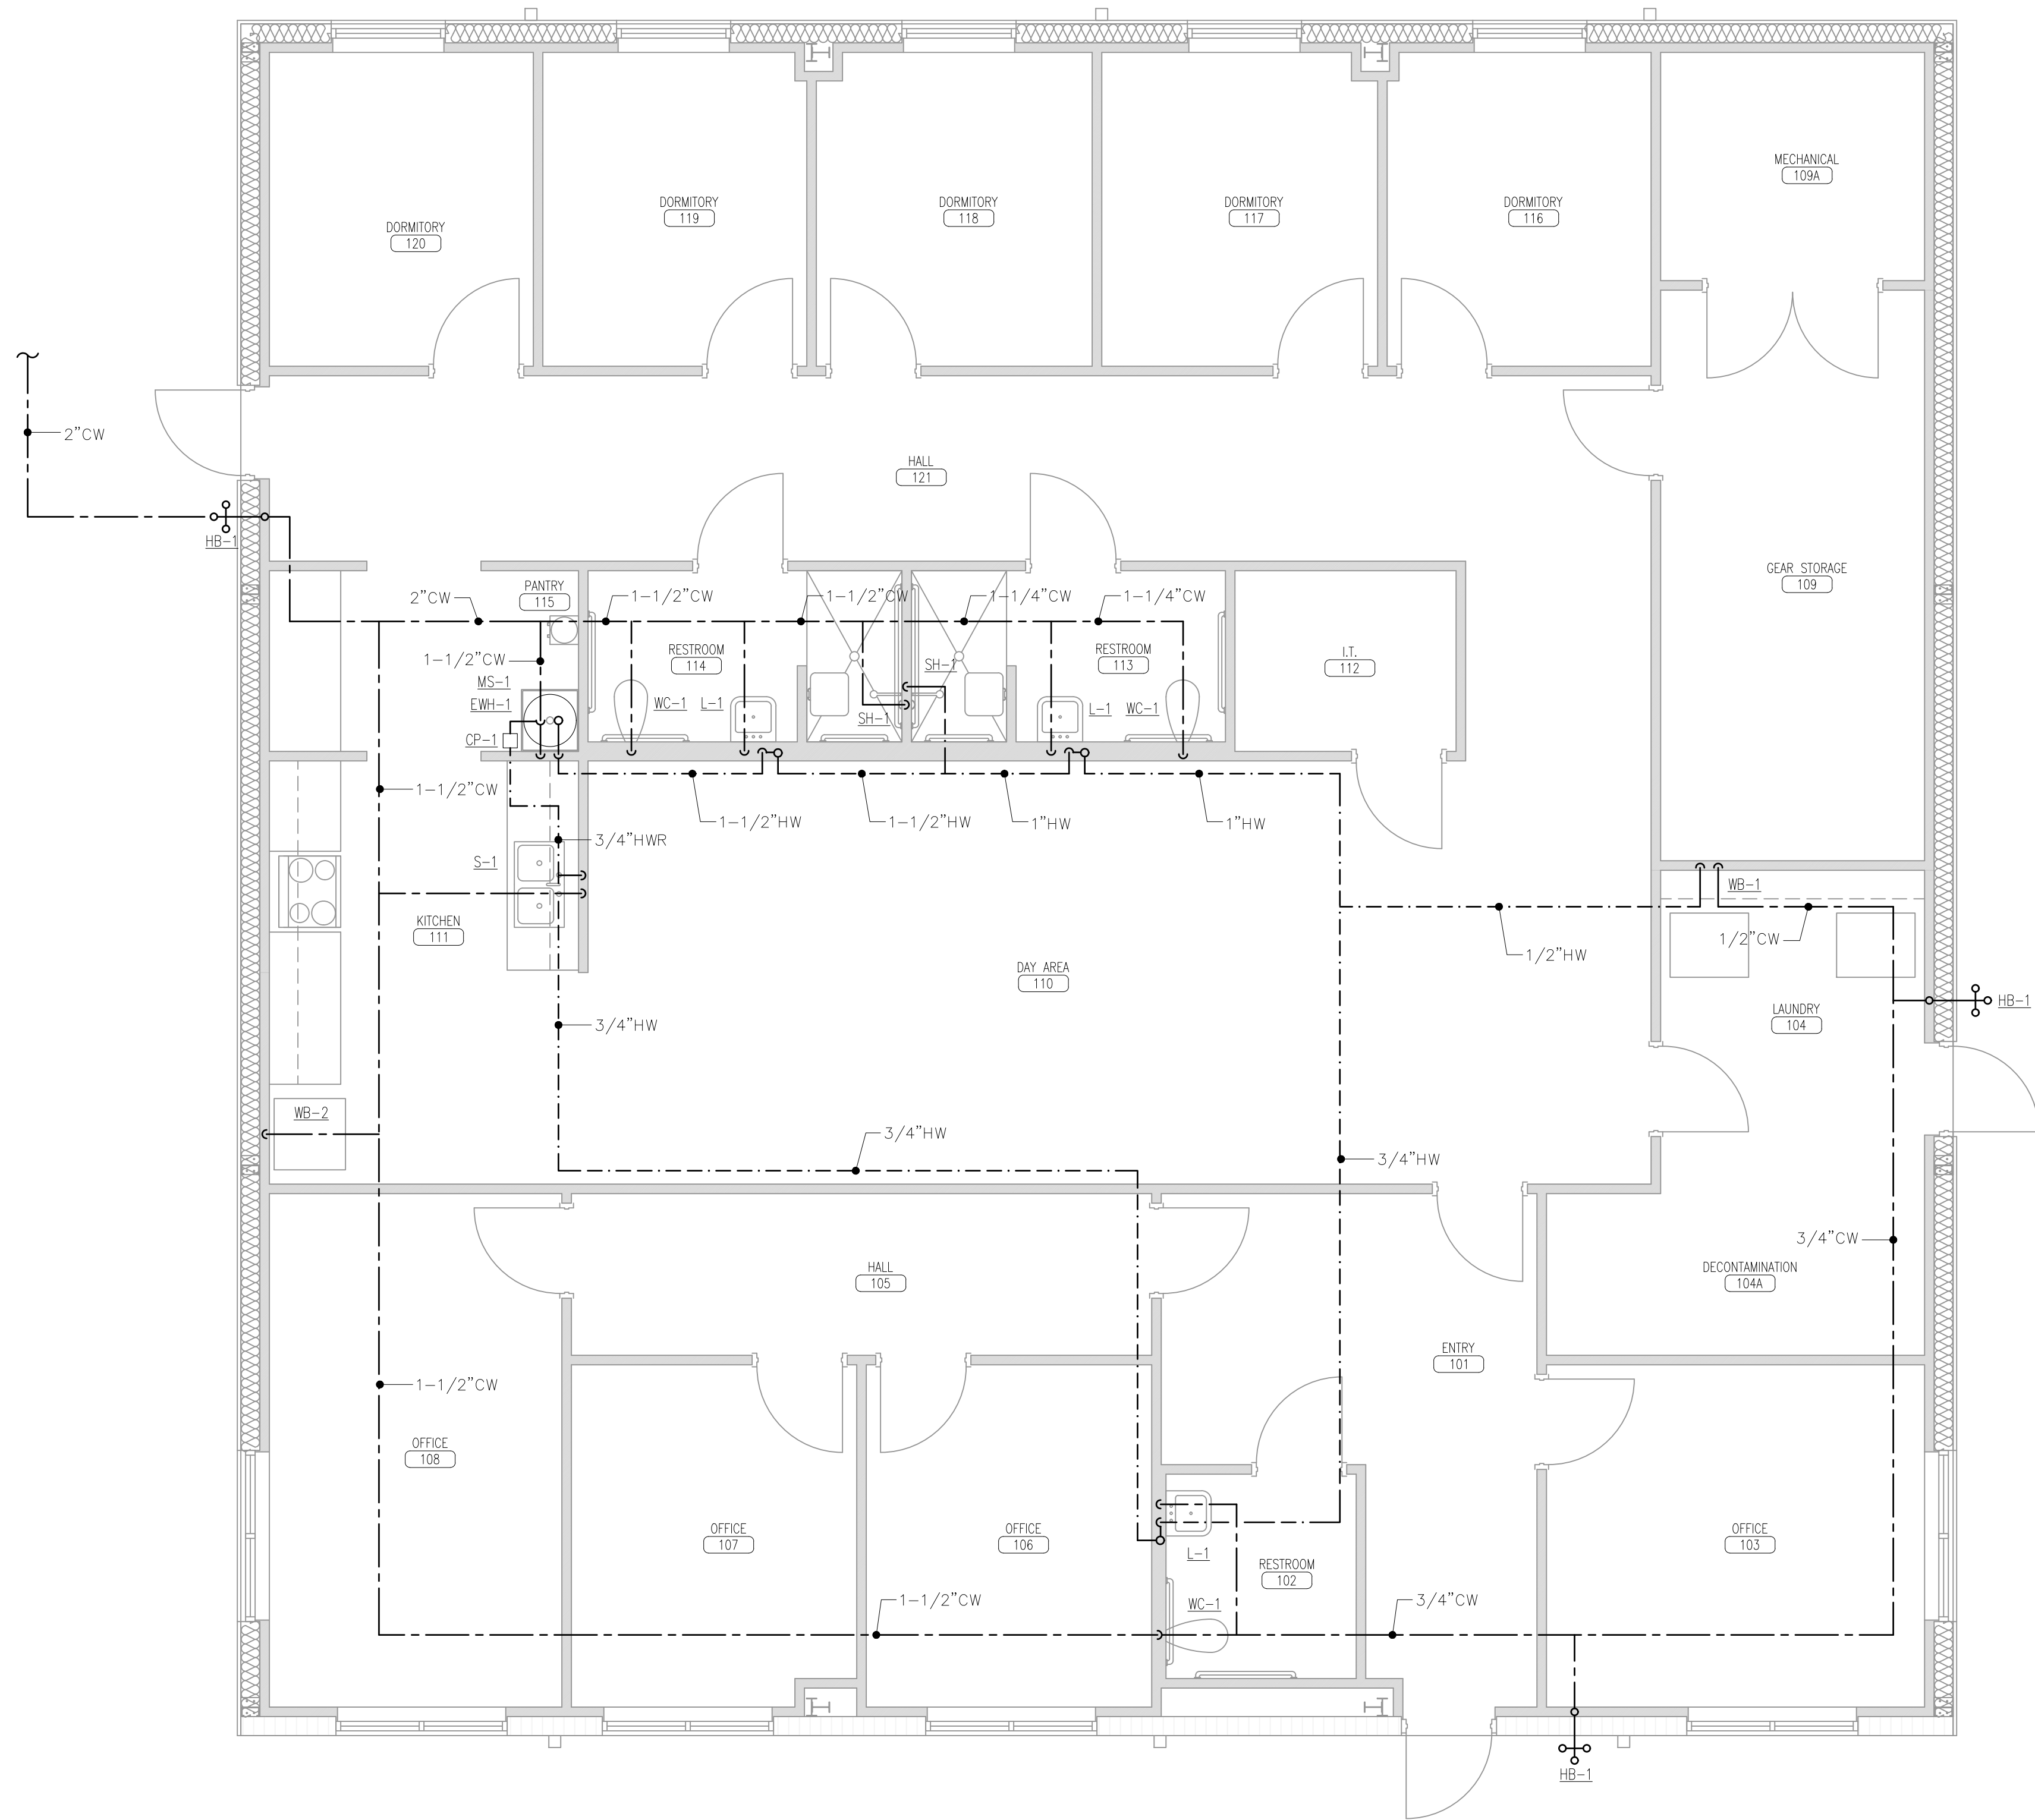 MECHANICAL
109A
DORMITORY
119
DORMITORY
118
DORMITORY
117
DORMITORY
116
DORMITORY
120
2"CW
HALL
121
HB-1
GEAR STORAGE
109
PANTRY
115
2"CW
1-1/2"CW
1-1/2"CW
1-1/4"CW
1-1/4"CW
RESTROOM
114
RESTROOM
113
I.T.
112
1-1/2"CW
SH-1
MS-1
EWH-1
WC-1
L-1
SH-1
L-1
WC-1
CP-1
1-1/2"CW
1-1/2"HW
1-1/2"HW
1"HW
1"HW
3/4"HWR
S-1
WB-1
KITCHEN
111
1/2"CW
1/2"HW
DAY AREA
110
HB-1
LAUNDRY
104
3/4"HW
WB-2
3/4"HW
3/4"HW
3/4"CW
HALL
105
DECONTAMINATION
104A
ENTRY
101
1-1/2"CW
OFFICE
108
OFFICE
107
OFFICE
106
OFFICE
103
L-1
RESTROOM
102
WC-1
1-1/2"CW
3/4"CW
HB-1